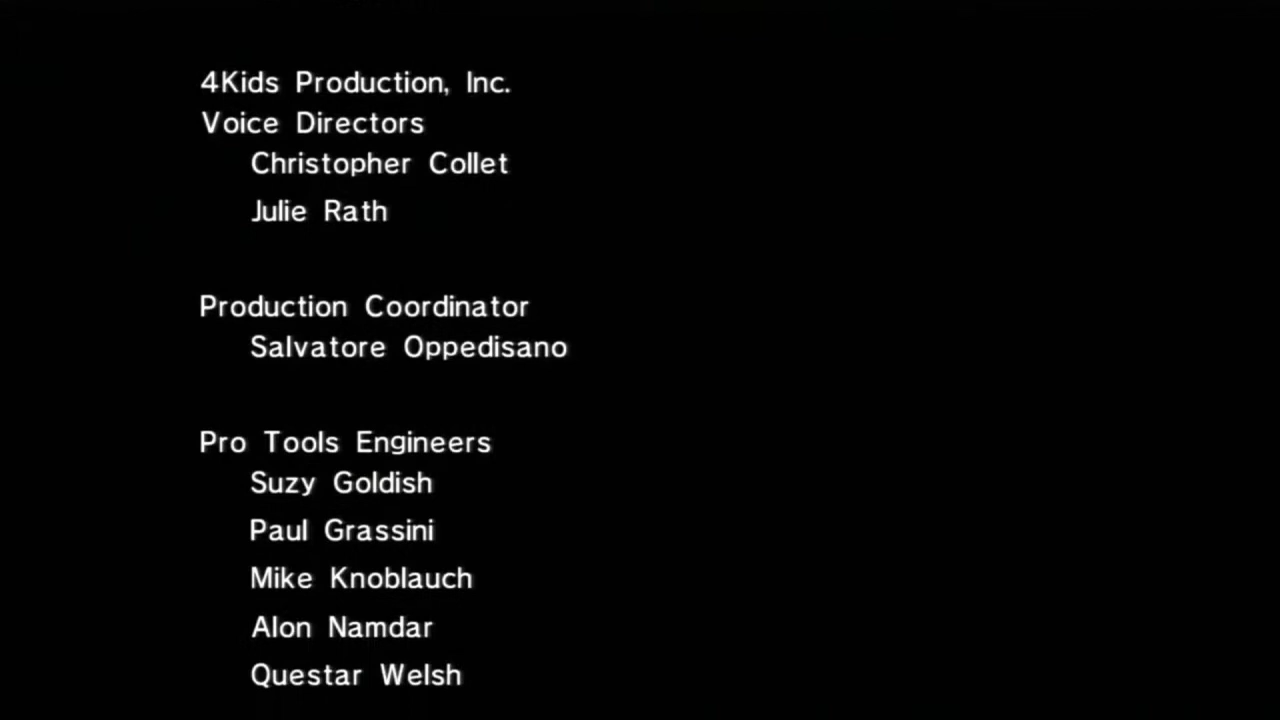 4Kids Production, Inc.
Voice Directors
Christopher Collet
Julie Rath
Production Coordinator
Salvatore Oppedisano
Pro Tools Engineers
Suzy Goldish
Paul Grassini
Mike Knoblauch
Alon Namdar
Questar Welsh